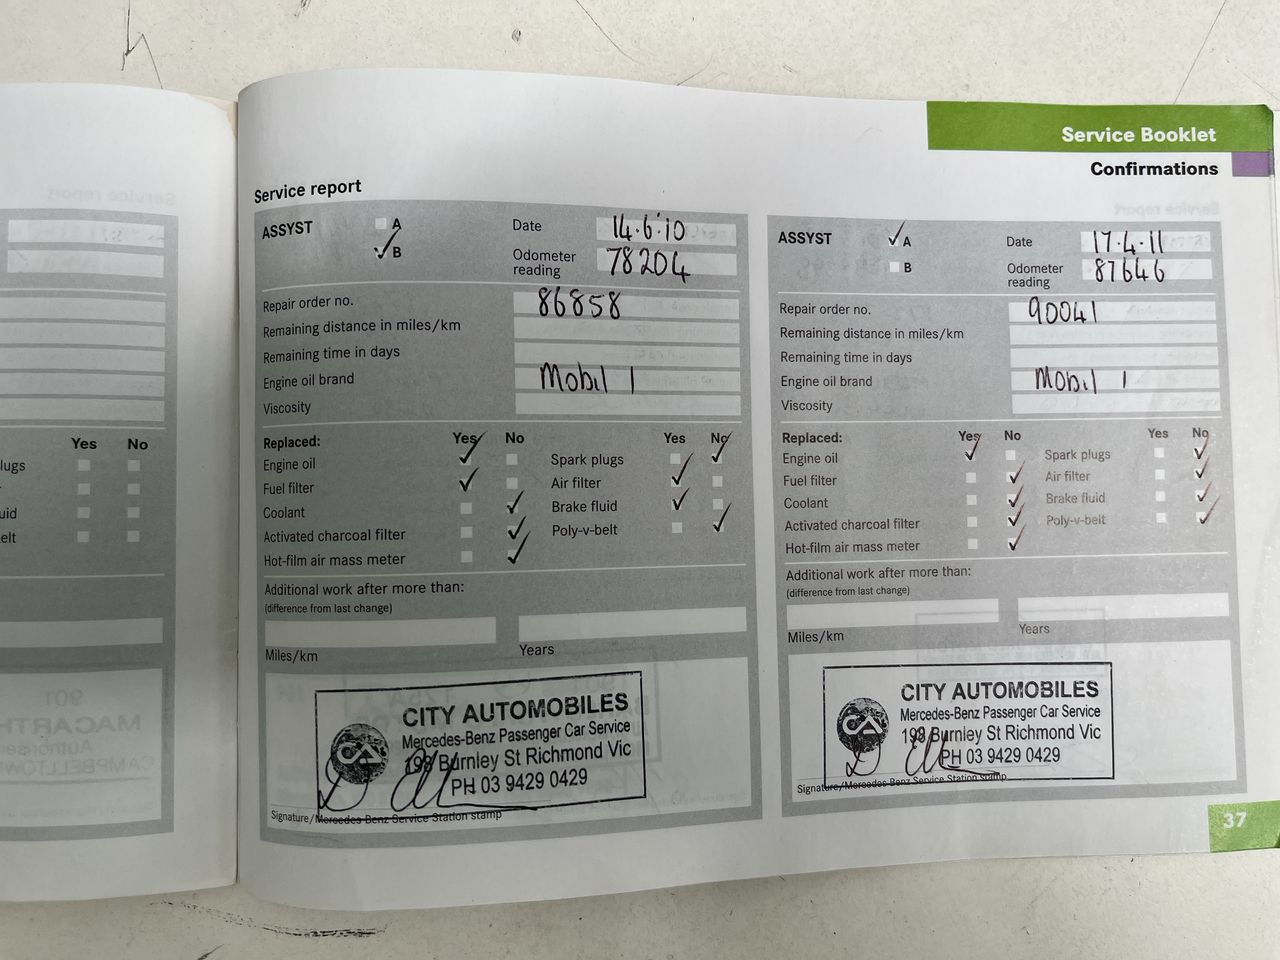 Service Booklet
Confirmations
Service report
ASSYST
A
B
Date
14.6.10
Odometer
reading
78204
Repair order no.
86858
Remaining distance in miles/km
Remaining time in days
Engine oil brand
Mobil 1
Viscosity
Replaced:
Yes
No
Yes
No
Engine oil
Spark plugs
Fuel filter
Air filter
Coolant
Brake fluid
Activated charcoal filter
Poly-v-belt
Hot-film air mass meter
Additional work after more than:
(difference from last change)
Miles/km
Years
CITY AUTOMOBILES
Mercedes-Benz Passenger Car Service
198 Burnley St Richmond Vic
PH 03 9429 0429
CA
Signature/Mercedes-Benz Service Station stamp
ASSYST
A
B
Date
17.4.11
Odometer
reading
87646
Repair order no.
90041
Remaining distance in miles/km
Remaining time in days
Engine oil brand
Mobil 1
Viscosity
Replaced:
Yes
No
Yes
No
Engine oil
Spark plugs
Fuel filter
Air filter
Coolant
Brake fluid
Activated charcoal filter
Poly-v-belt
Hot-film air mass meter
Additional work after more than:
(difference from last change)
Miles/km
Years
CITY AUTOMOBILES
Mercedes-Benz Passenger Car Service
198 Burnley St Richmond Vic
PH 03 9429 0429
CA
Signature/Mercedes-Benz Service Station stamp
37
Yes
No
lugs
uid
elt